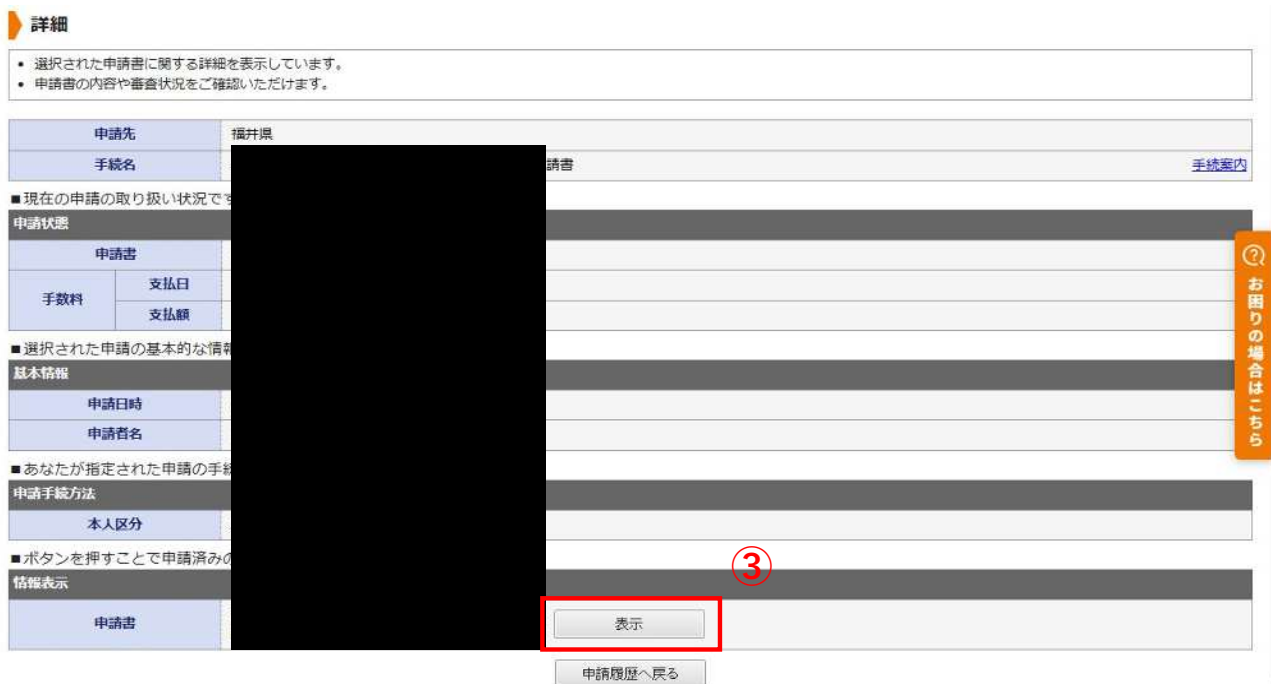 詳細
• 選択された申請書に関する詳細を表示しています。
• 申請書の内容や審査状況をご確認いただけます。
申請先 福井県
手続名 請書 手続案内
■現在の申請の取り扱い状況です
申請状態
申請書
手数料 支払日
支払額
■選択された申請の基本的な情報
基本情報
申請日時
申請者名
■あなたが指定された申請の手続
申請手続方法
本人区分
■ボタンを押すことで申請済みの
③
情報表示
申請書 表示
申請履歴へ戻る
お困りの場合はこちら